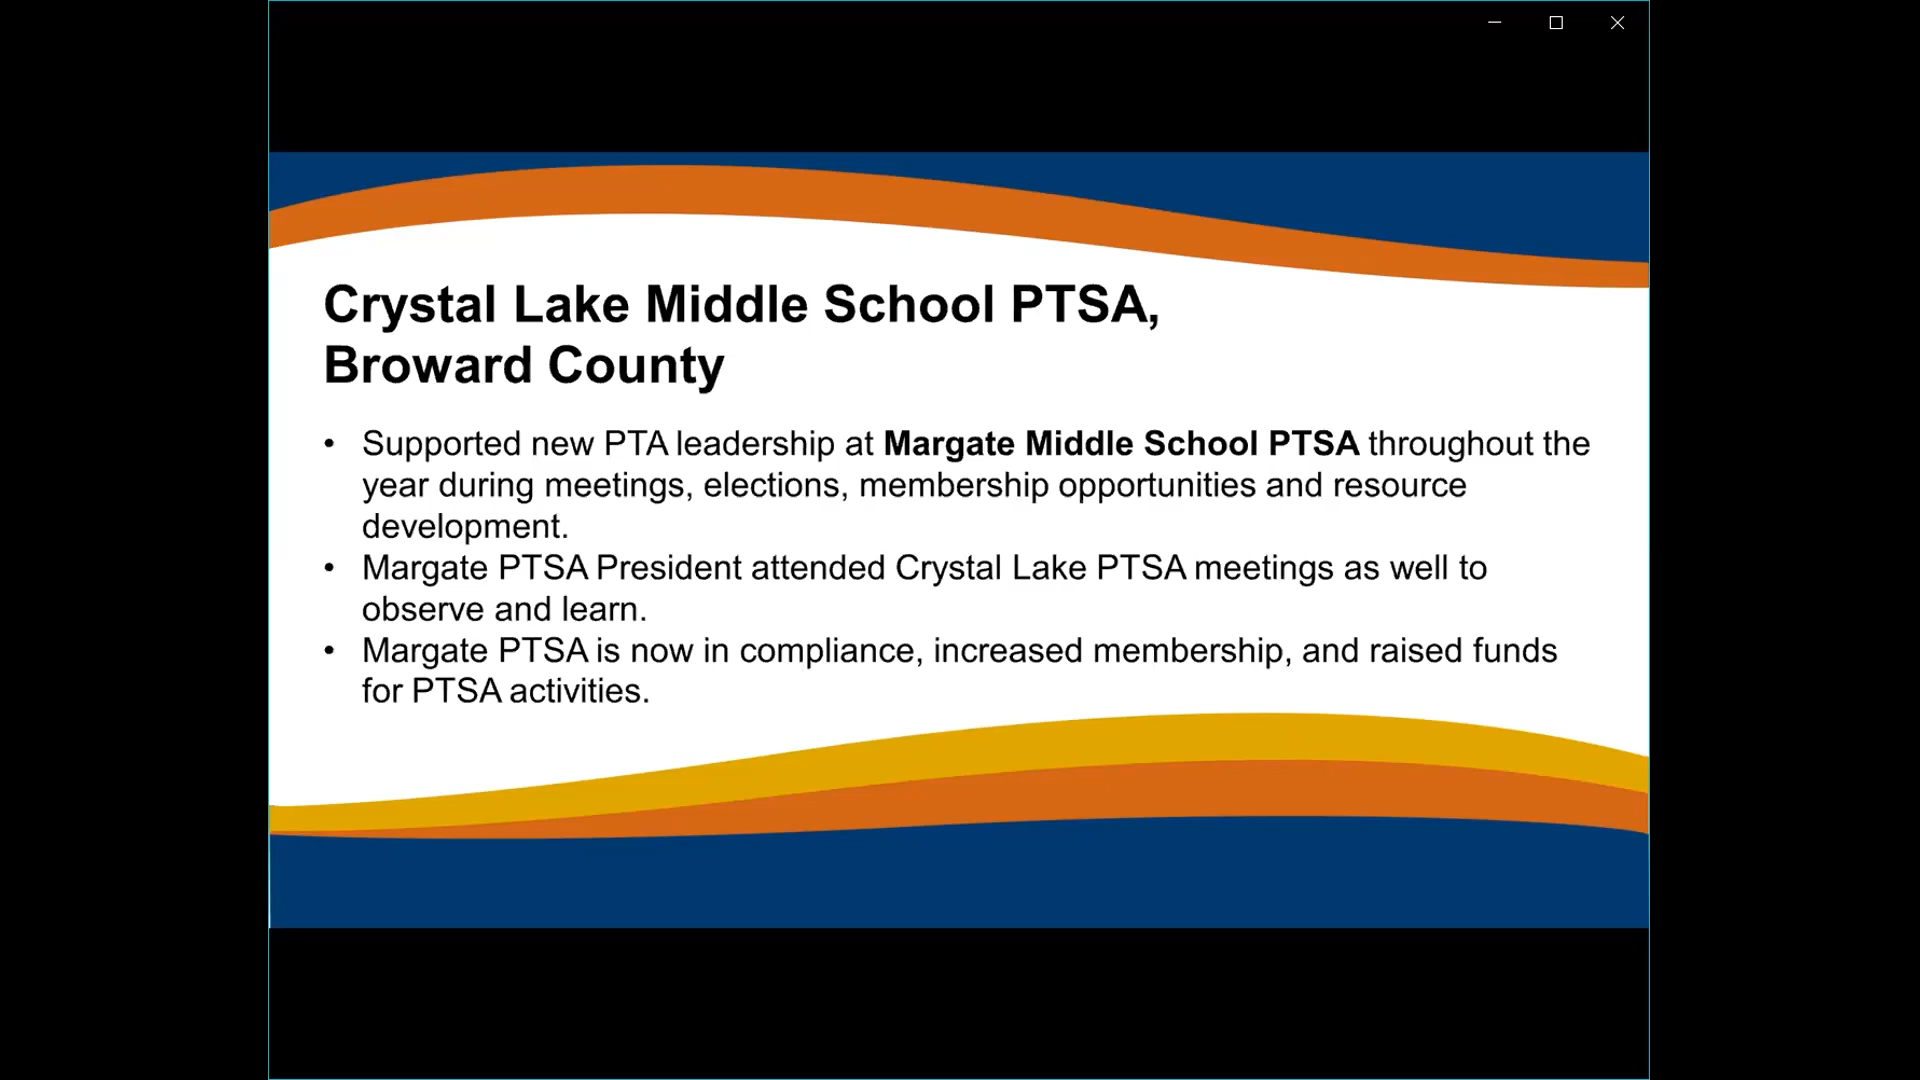 Crystal Lake Middle School PTSA,
Broward County
• Supported new PTA leadership at Margate Middle School PTSA throughout the
year during meetings, elections, membership opportunities and resource
development.
• Margate PTSA President attended Crystal Lake PTSA meetings as well to
observe and learn.
• Margate PTSA is now in compliance, increased membership, and raised funds
for PTSA activities.